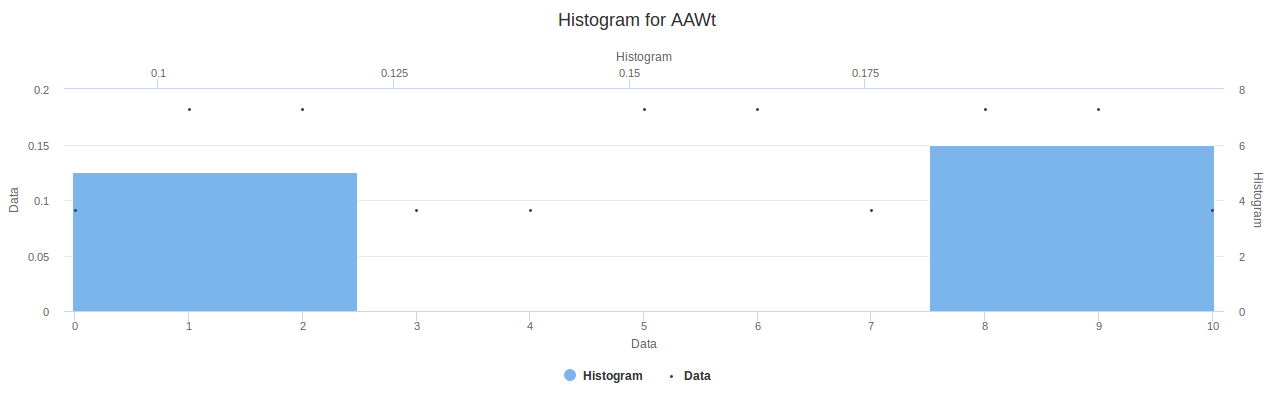 Histogram for AAWt
Histogram
0.1 0.125 0.15 0.175
0.2 8
0.15 6
0.1 4
0.05 2
0 0
Data
Histogram
0 1 2 3 4 5 6 7 8 9 10
Data
Histogram Data